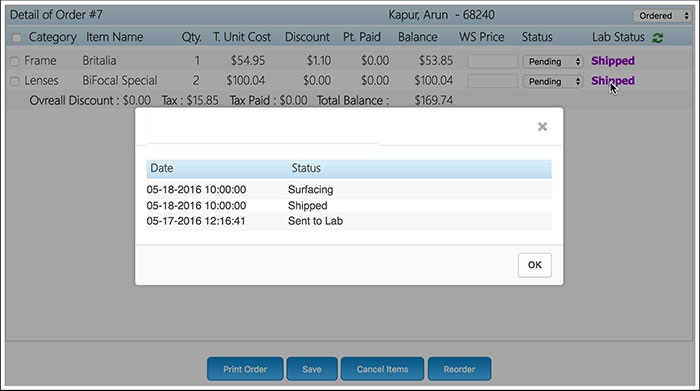 Detail of Order #7 Kapur, Arun - 68240 Ordered
Category Item Name Qty. T. Unit Cost Discount Pt. Paid Balance WS Price Status Lab Status
Frame Britalia 1 $54.95 $1.10 $0.00 $53.85 Pending Shipped
Lenses BiFocal Special 2 $100.04 $0.00 $0.00 $100.04 Pending Shipped
Ovreall Discount : $0.00 Tax : $15.85 Tax Paid : $0.00 Total Balance : $169.74
×
Date Status
05-18-2016 10:00:00 Surfacing
05-18-2016 10:00:00 Shipped
05-17-2016 12:16:41 Sent to Lab
OK
Print Order Save Cancel Items Reorder